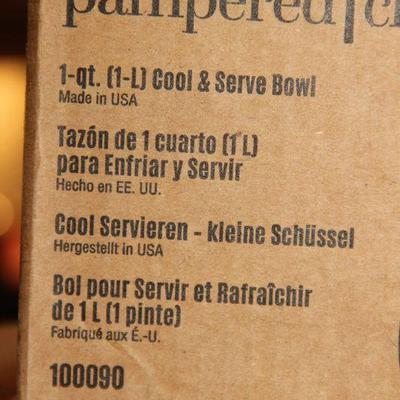 pampered
1-qt. (1-L) Cool & Serve Bowl
Made in USA
Tazón de 1 cuarto (1 L)
para Enfriar y Servir
Hecho en EE. UU.
Cool Servieren - kleine Schüssel
Hergestellt in USA
Bol pour Servir et Rafraîchir
de 1 L (1 pinte)
Fabriqué aux É.-U.
100090